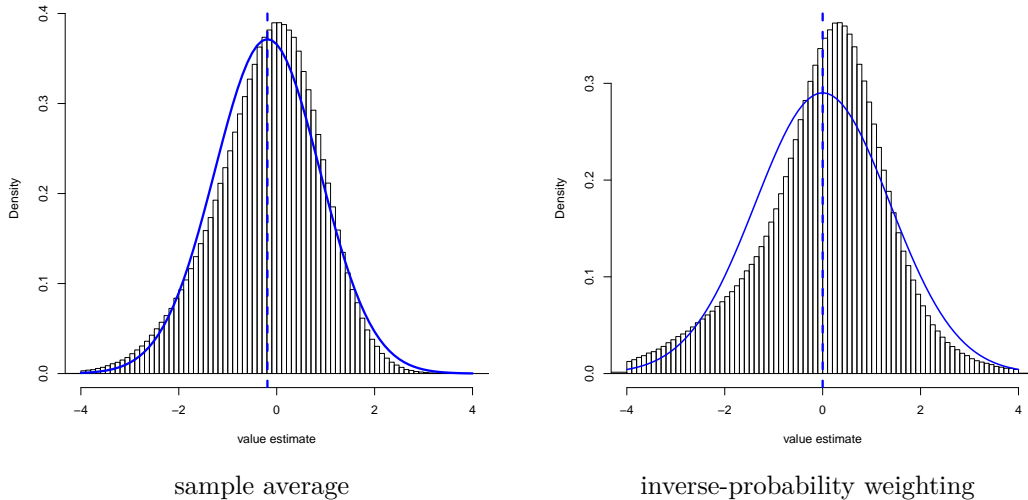 0.4
0.3
0.2
0.1
0.0
Density
−4 −2 0 2 4
value estimate
sample average
0.3
0.2
0.1
0.0
Density
−4 −2 0 2 4
value estimate
inverse-probability weighting